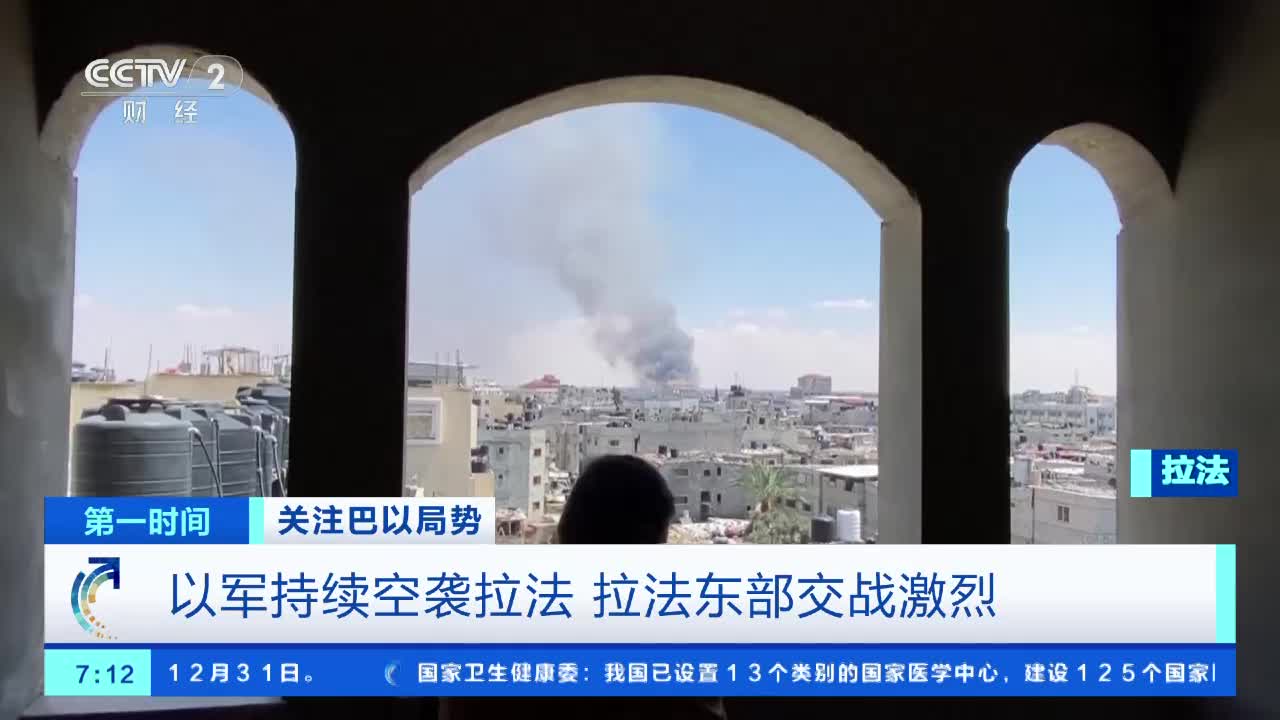 CCTV 2
财 经
拉法
第一时间
关注巴以局势
以军持续空袭拉法 拉法东部交战激烈
7:12
12月31日。
国家卫生健康委：我国已设置13个类别的国家医学中心，建设125个国家